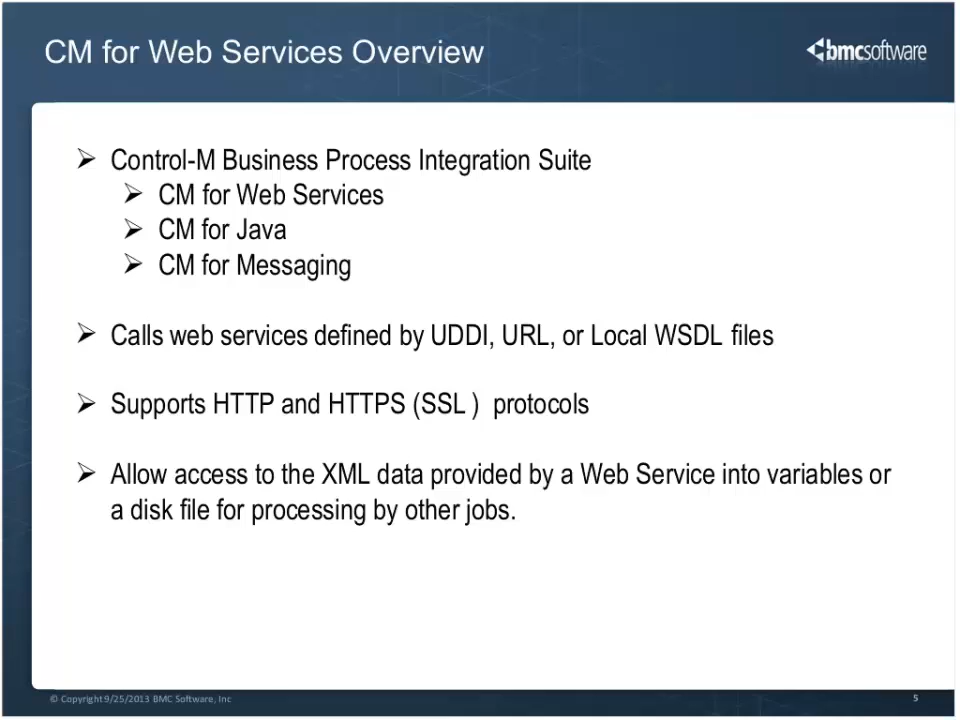 CM for Web Services Overview
bmcsoftware
➢ Control-M Business Process Integration Suite
➢ CM for Web Services
➢ CM for Java
➢ CM for Messaging
➢ Calls web services defined by UDDI, URL, or Local WSDL files
➢ Supports HTTP and HTTPS (SSL ) protocols
➢ Allow access to the XML data provided by a Web Service into variables or
a disk file for processing by other jobs.
© Copyright 9/25/2013 BMC Software, Inc
5